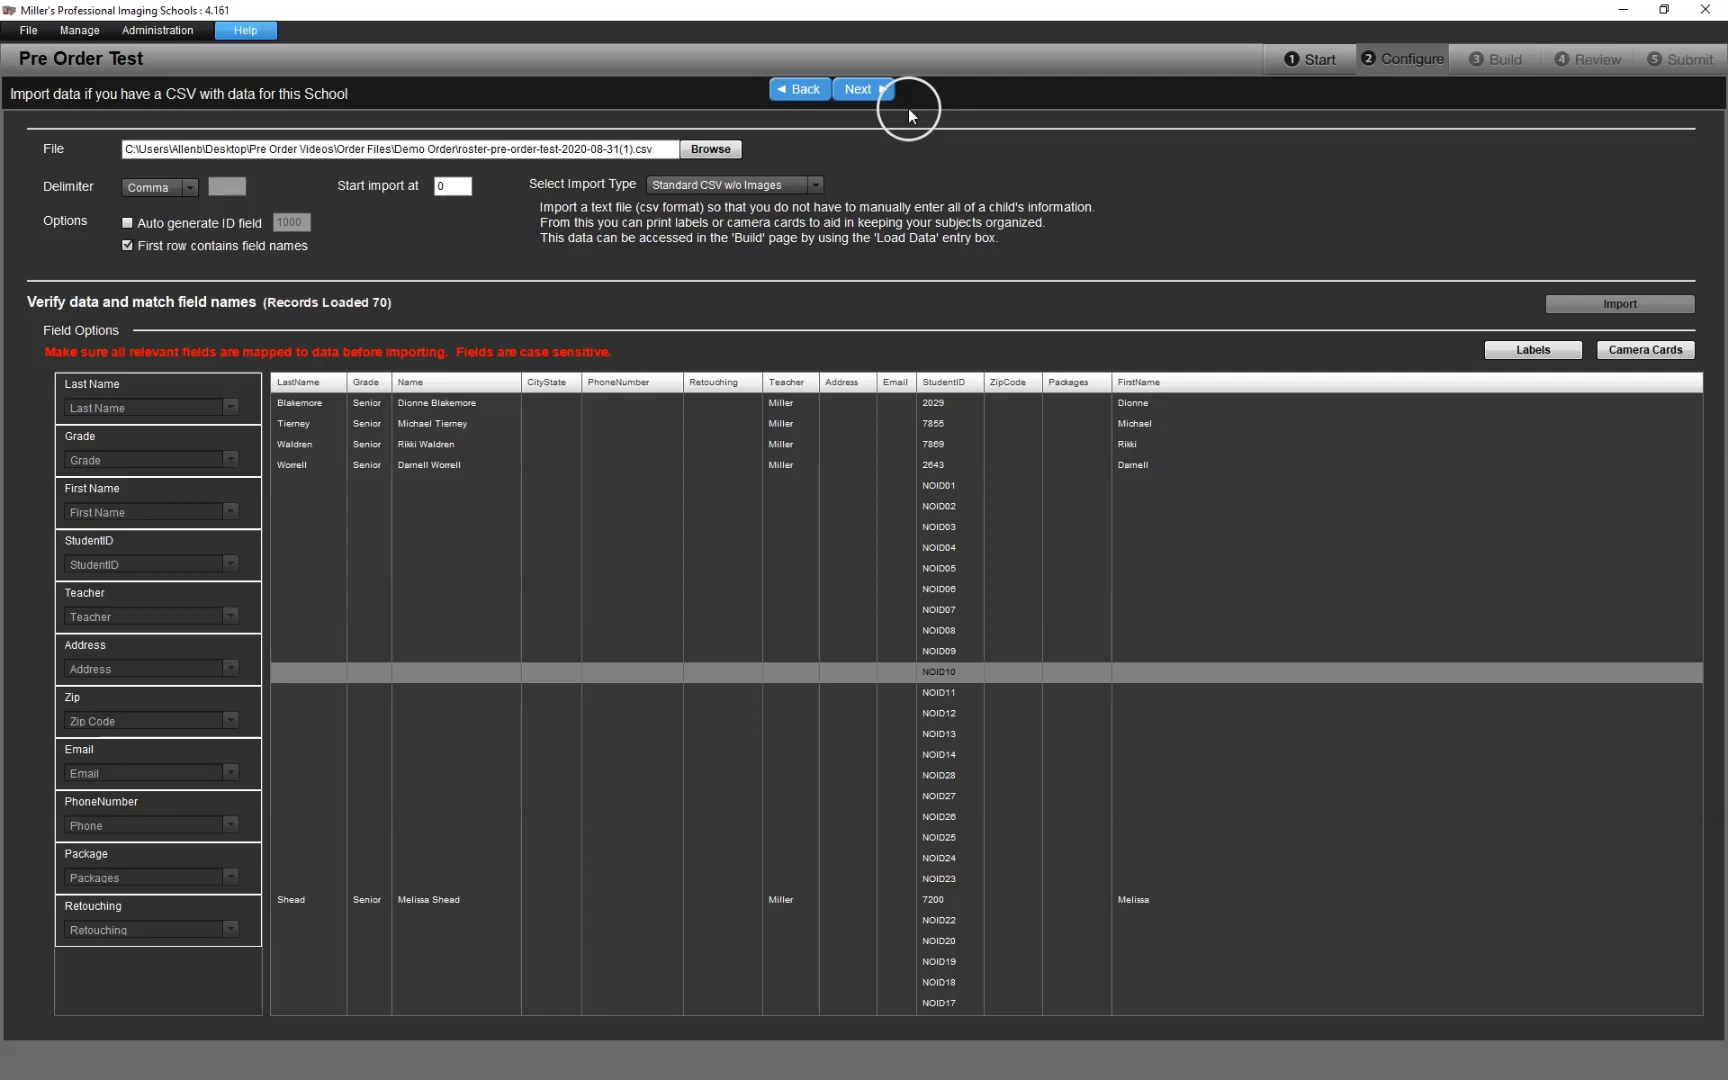 Miller's Professional Imaging Schools : 4.161
File Manage Administration Help
Pre Order Test
1 Start 2 Configure 3 Build 4 Review 5 Submit
Import data if you have a CSV with data for this School
Back Next
File C:\Users\Allenb\Desktop\Pre Order Videos\Order Files\Demo Order\roster-pre-order-test-2020-08-31(1).csv Browse
Delimiter Comma Start import at 0 Select Import Type Standard CSV w/o Images
Import a text file (csv format) so that you do not have to manually enter all of a child's information.
From this you can print labels or camera cards to aid in keeping your subjects organized.
This data can be accessed in the 'Build' page by using the 'Load Data' entry box.
Options Auto generate ID field 1000
First row contains field names
Verify data and match field names (Records Loaded 70) Import
Field Options
Make sure all relevant fields are mapped to data before importing. Fields are case sensitive.
Labels Camera Cards
Last Name
Last Name
Grade
Grade
First Name
First Name
StudentID
StudentID
Teacher
Teacher
Address
Address
Zip
Zip Code
Email
Email
PhoneNumber
Phone
Package
Packages
Retouching
Retouching
LastName Grade Name CityState PhoneNumber Retouching Teacher Address Email StudentID ZipCode Packages FirstName
Blakemore Senior Dionne Blakemore Miller 2029 Dionne
Tierney Senior Michael Tierney Miller 7855 Michael
Waldren Senior Rikki Waldren Miller 7869 Rikki
Worrell Senior Darnell Worrell Miller 2643 Darnell
NOID01
NOID02
NOID03
NOID04
NOID05
NOID06
NOID07
NOID08
NOID09
NOID10
NOID11
NOID12
NOID13
NOID14
NOID28
NOID27
NOID26
NOID25
NOID24
NOID23
Shead Senior Melissa Shead Miller 7200 Melissa
NOID22
NOID20
NOID19
NOID18
NOID17